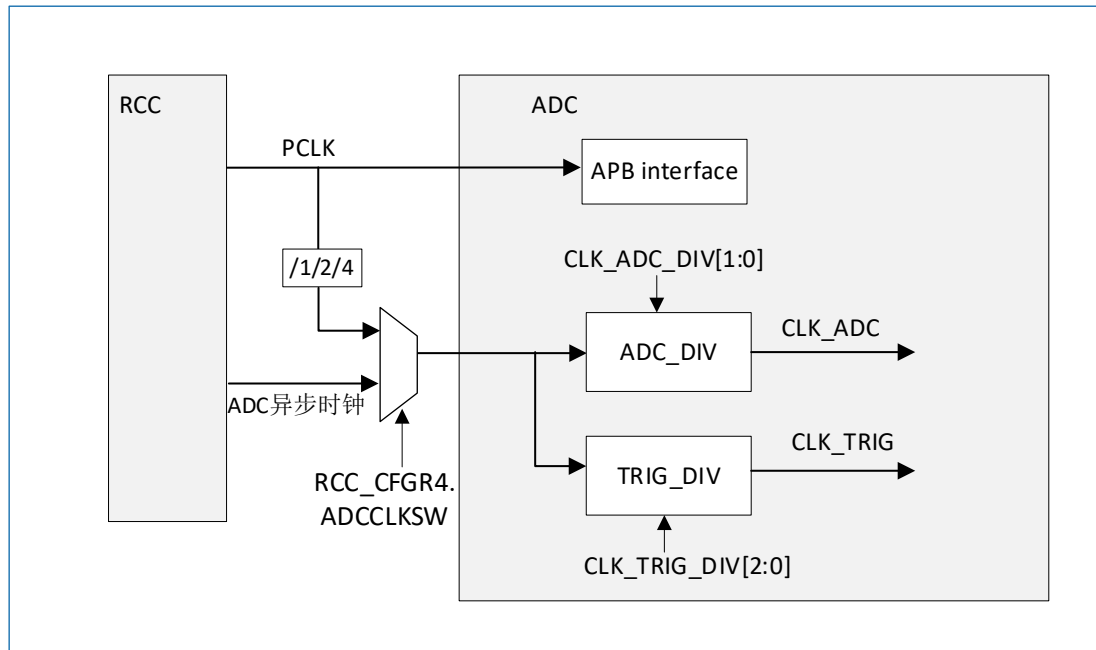 RCC
ADC
PCLK
APB interface
/1/2/4
CLK_ADC_DIV[1:0]
CLK_ADC
ADC_DIV
ADC异步时钟
CLK_TRIG
TRIG_DIV
RCC_CFGR4.
ADCCLKSW
CLK_TRIG_DIV[2:0]